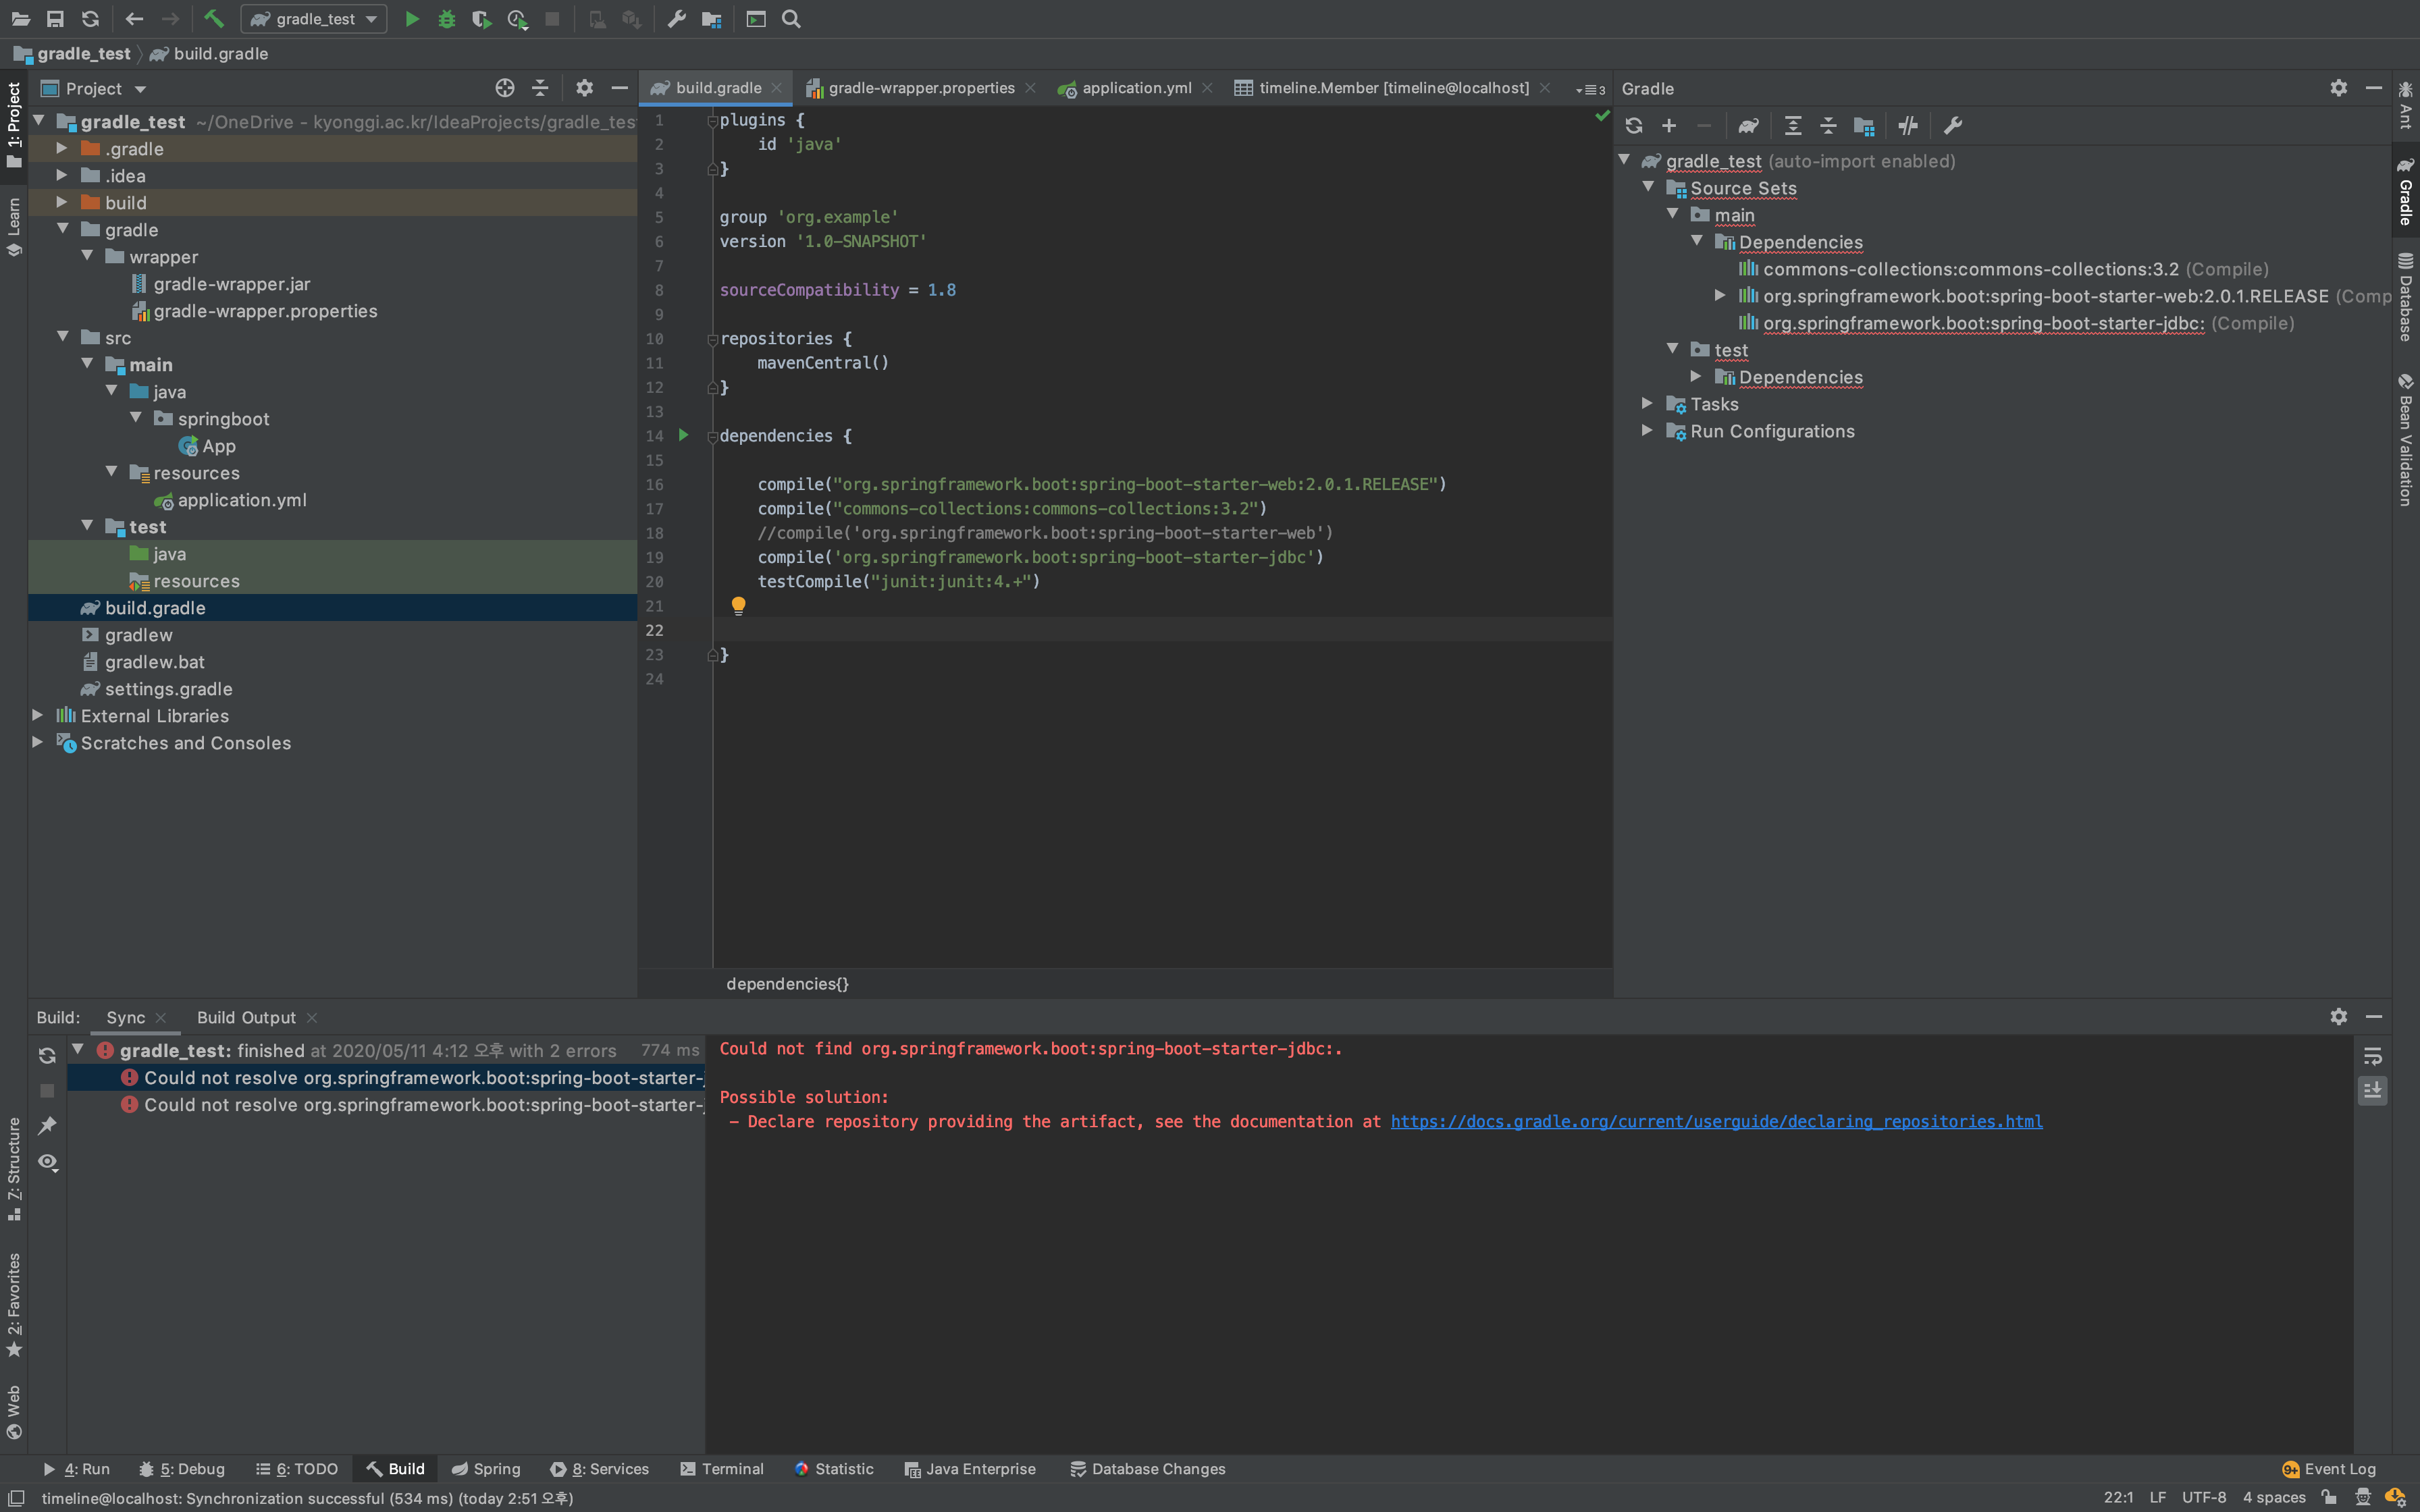 gradle_test
gradle_test
build.gradle
1: Project
Learn
7: Structure
2: Favorites
Web
Project
gradle_test ~/OneDrive - kyonggi.ac.kr/IdeaProjects/gradle_tes
.gradle
.idea
build
gradle
wrapper
gradle-wrapper.jar
gradle-wrapper.properties
src
main
java
springboot
App
resources
application.yml
test
java
resources
build.gradle
gradlew
gradlew.bat
settings.gradle
External Libraries
Scratches and Consoles
build.gradle
gradle-wrapper.properties
application.yml
timeline.Member [timeline@localhost]
3
1 plugins {
2 id 'java'
3 }
4
5 group 'org.example'
6 version '1.0-SNAPSHOT'
7
8 sourceCompatibility = 1.8
9
10 repositories {
11 mavenCentral()
12 }
13
14 dependencies {
15
16 compile("org.springframework.boot:spring-boot-starter-web:2.0.1.RELEASE")
17 compile("commons-collections:commons-collections:3.2")
18 //compile('org.springframework.boot:spring-boot-starter-web')
19 compile('org.springframework.boot:spring-boot-starter-jdbc')
20 testCompile("junit:junit:4.+")
21
22
23 }
24
dependencies{}
Gradle
gradle_test (auto-import enabled)
Source Sets
main
Dependencies
commons-collections:commons-collections:3.2 (Compile)
org.springframework.boot:spring-boot-starter-web:2.0.1.RELEASE (Comp
org.springframework.boot:spring-boot-starter-jdbc: (Compile)
test
Dependencies
Tasks
Run Configurations
Ant
Gradle
Database
Bean Validation
Build: Sync Build Output
gradle_test: finished at 2020/05/11 4:12 오후 with 2 errors 774 ms
Could not resolve org.springframework.boot:spring-boot-starter-j
Could not resolve org.springframework.boot:spring-boot-starter-j
Could not find org.springframework.boot:spring-boot-starter-jdbc:.
Possible solution:
- Declare repository providing the artifact, see the documentation at https://docs.gradle.org/current/userguide/declaring_repositories.html
4: Run 5: Debug 6: TODO Build Spring 8: Services Terminal Statistic Java Enterprise Database Changes 9+ Event Log
timeline@localhost: Synchronization successful (534 ms) (today 2:51 오후) 22:1 LF UTF-8 4 spaces